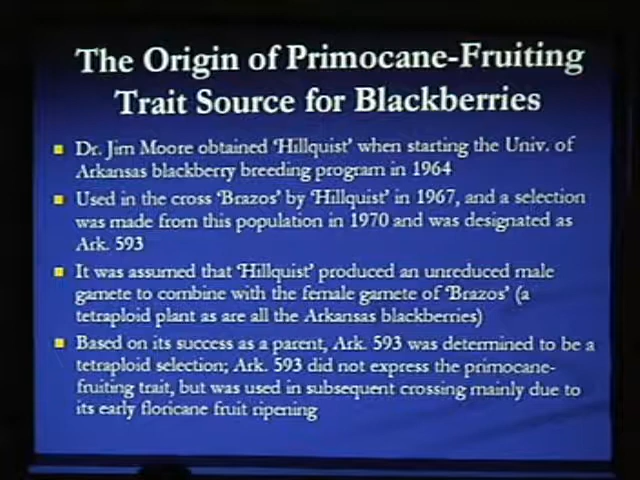 The Origin of Primocane-Fruiting
Trait Source for Blackberries
Dr. Jim Moore obtained 'Hillquist' when starting the Univ. of
Arkansas blackberry breeding program in 1964
Used in the cross 'Brazos' by 'Hillquist' in 1967, and a selection
was made from this population in 1970 and was designated as
Ark. 593
It was assumed that 'Hillquist' produced an unreduced male
gamete to combine with the female gamete of 'Brazos' (a
tetraploid plant as are all the Arkansas blackberries)
Based on its success as a parent, Ark. 593 was determined to be a
tetraploid selection; Ark. 593 did not express the primocane-
fruiting trait, but was used in subsequent crossing mainly due to
its early floricane fruit ripening